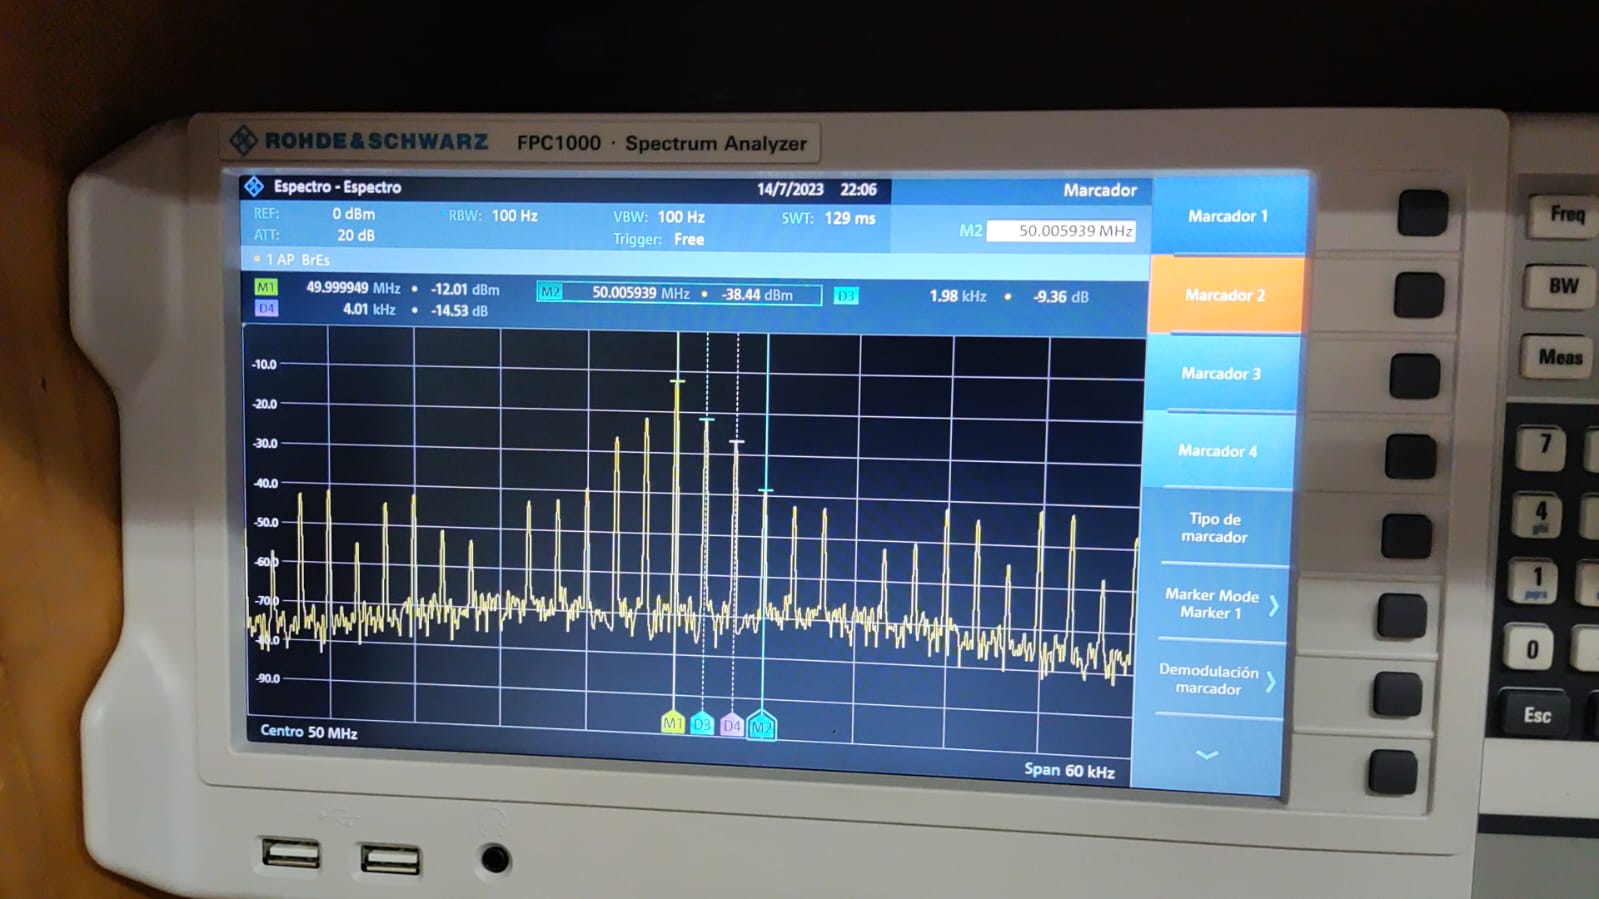 ROHDE&SCHWARZ FPC1000 · Spectrum Analyzer
Espectro - Espectro 14/7/2023 22:06 Marcador
REF: 0 dBm RBW: 100 Hz VBW: 100 Hz SWT: 129 ms
ATT: 20 dB Trigger: Free
M2 50.005939 MHz
1 AP BrEs
M1 49.999949 MHz • -12.01 dBm M2 50.005939 MHz • -38.44 dBm D3 1.98 kHz • -9.36 dB
D4 4.01 kHz • -14.53 dB
-10.0
-20.0
-30.0
-40.0
-50.0
-60.0
-70.0
-80.0
-90.0
M1 D3 D4 M2
Centro 50 MHz Span 60 kHz
Marcador 1
Marcador 2
Marcador 3
Marcador 4
Tipo de
marcador
Marker Mode
Marker 1
Demodulación
marcador
Freq
BW
Meas
7
4
ghi
1
pqrs
0
Esc